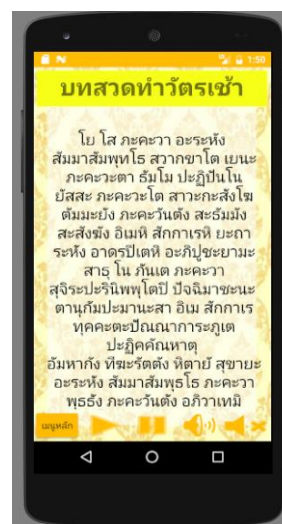 1:50
บทสวดทำวัตรเช้า
โย โส ภะคะวา อะระหัง
สัมมาสัมพุทโธ สวากขาโต เยนะ
ภะคะวะตา ธัมโม ปะฏิปันโน
ยัสสะ ภะคะวะโต สาวะกะสังโฆ
ตัมมะยัง ภะคะวันตัง สะธัมมัง
สะสังฆัง อิเมหิ สักกาเรหิ ยะถา
ระหัง อาดรปิเตหิ อะภิปูชะยามะ
สาธุ โน ภันเต ภะคะวา
สุจิระปะรินิพพุโตปิ ปัจฉิมาชะนะ
ตานุกัมปะมานะสา อิเม สักกาเร
ทุคคะตะปัณณาการะภูเต
ปะฏิคคัณหาตุ
อัมหากัง ทีฆะรัตตัง หิตายั สุขายะ
อะระหัง สัมมาสัมพุธโธ ภะคะวา
พุธธัง ภะคะวันตัง อภิวาเทมิ
เมนูหลัก